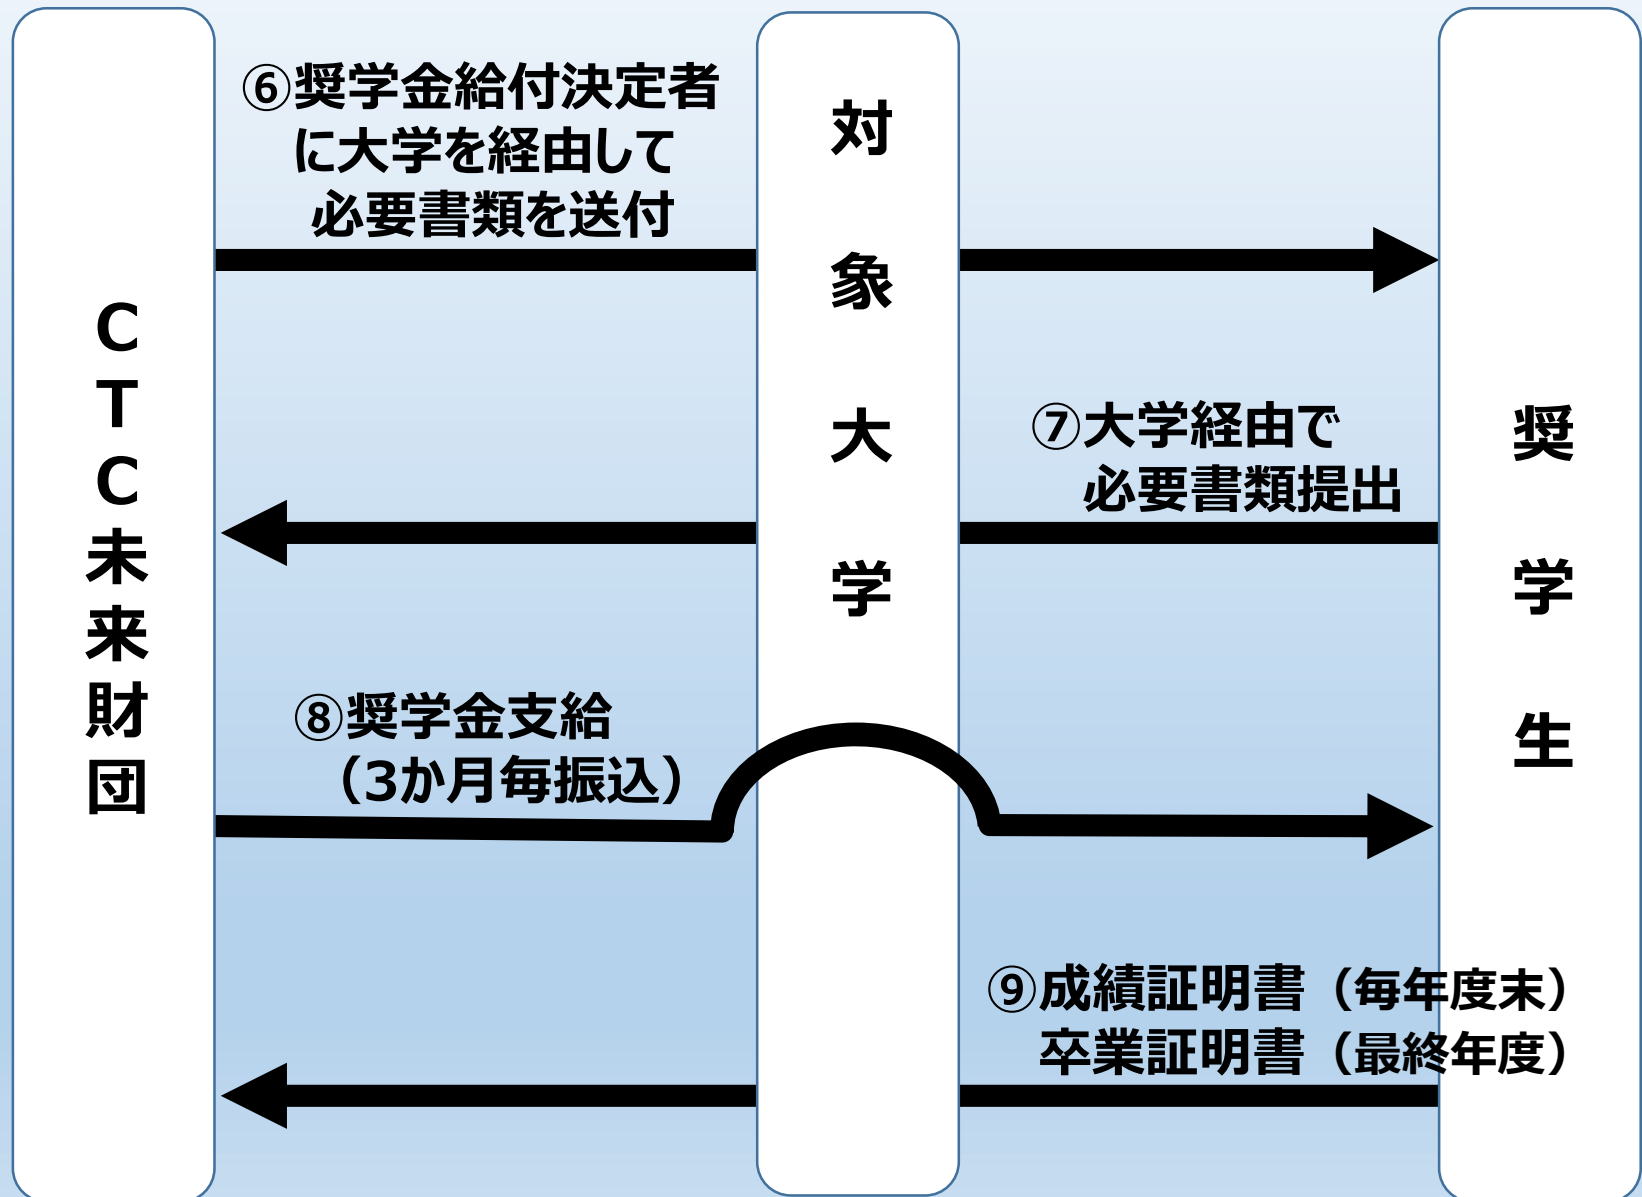 CTC未来財団
⑥奨学金給付決定者
に大学を経由して
必要書類を送付
対象大学
⑦大学経由で
必要書類提出
奨学生
⑧奨学金支給
（3か月毎振込）
⑨成績証明書（毎年度末）
卒業証明書（最終年度）